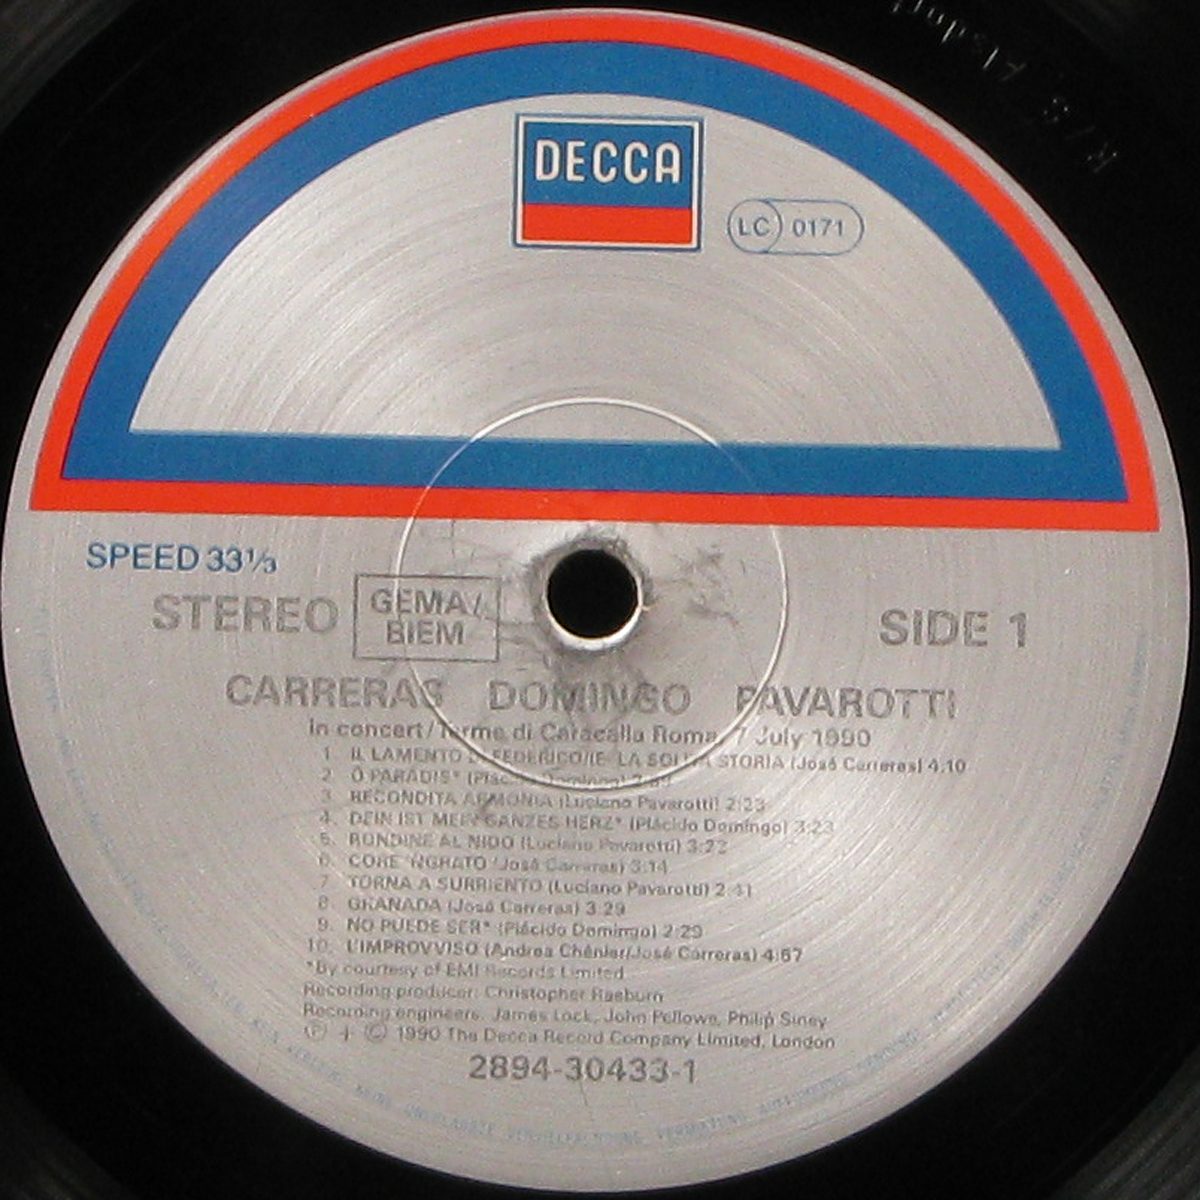 DECCA
LC 0171
SPEED 33⅓
STEREO GEMA/ BIEM SIDE 1
CARRERAS DOMINGO PAVAROTTI
In concert/Terme di Caracalla Roma, 7 July 1990
1. IL LAMENTO DI FEDERICO/E LA SOLITA STORIA (José Carreras) 4:10
2. Ô PARADIS* (Plácido Domingo)
3. RECONDITA ARMONIA (Luciano Pavarotti) 2:23
4. DEIN IST MEIN GANZES HERZ* (Plácido Domingo) 3:23
5. RONDINE AL NIDO (Luciano Pavarotti) 3:22
6. CORE 'NGRATO (José Carreras) 3:14
7. TORNA A SURRIENTO (Luciano Pavarotti) 2:41
8. GRANADA (José Carreras) 3:29
9. NO PUEDE SER* (Plácido Domingo) 2:29
10. L'IMPROVVISO (Andrea Chénier/José Carreras) 4:57
*By courtesy of EMI Records Limited
Recording producer: Christopher Raeburn
Recording engineers: James Lock, John Pellowe, Philip Siney
℗ + © 1990 The Decca Record Company Limited, London
2894-30433-1